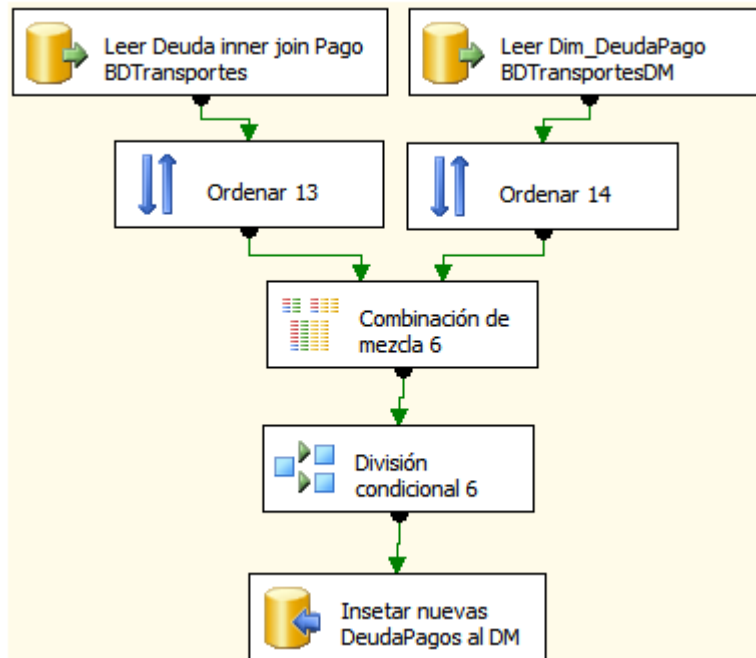 Leer Deuda inner join Pago
BDTransportes
Leer Dim_DeudaPago
BDTransportesDM
Ordenar 13
Ordenar 14
Combinación de
mezcla 6
División
condicional 6
Insetar nuevas
DeudaPagos al DM